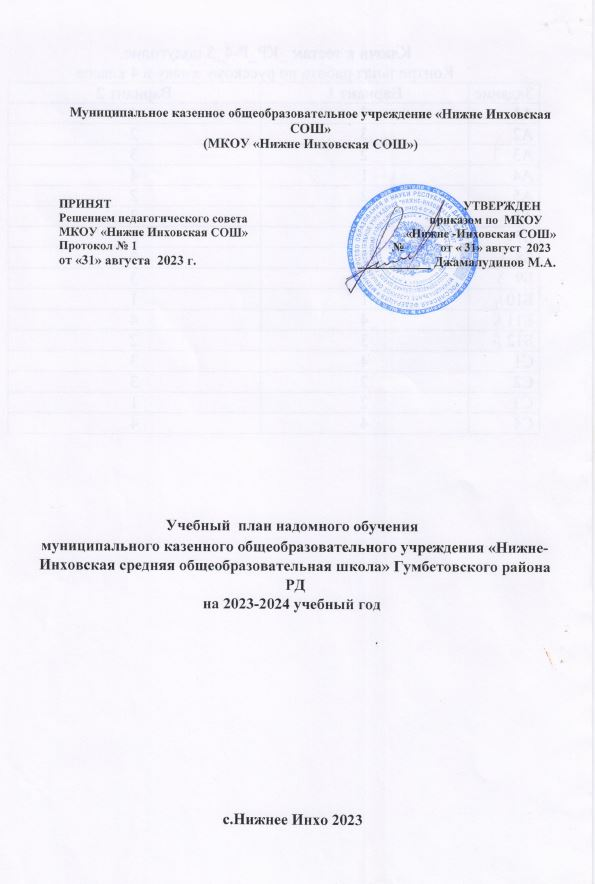 Муниципальное казенное общеобразовательное учреждение «Нижне Инховская
СОШ»
(МКОУ «Нижне Инховская СОШ»)
ПРИНЯТ
Решением педагогического совета
МКОУ «Нижне Инховская СОШ»
Протокол № 1
от «31» августа 2023 г.
УТВЕРЖДЕН
приказом по МКОУ
«Нижне -Инховская СОШ»
№ от « 31» август 2023
Джамалудинов М.А.
Учебный план надомного обучения
муниципального казенного общеобразовательного учреждения «Нижне-
Инховская средняя общеобразовательная школа» Гумбетовского района
РД
на 2023-2024 учебный год
с.Нижнее Инхо 2023